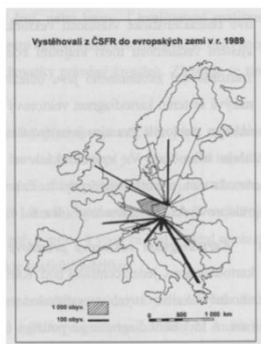 Vystěhovalí z ČSFR do evropských zemí v r. 1989
1 000 obyv.
100 obyv.
0 500 1 000 km